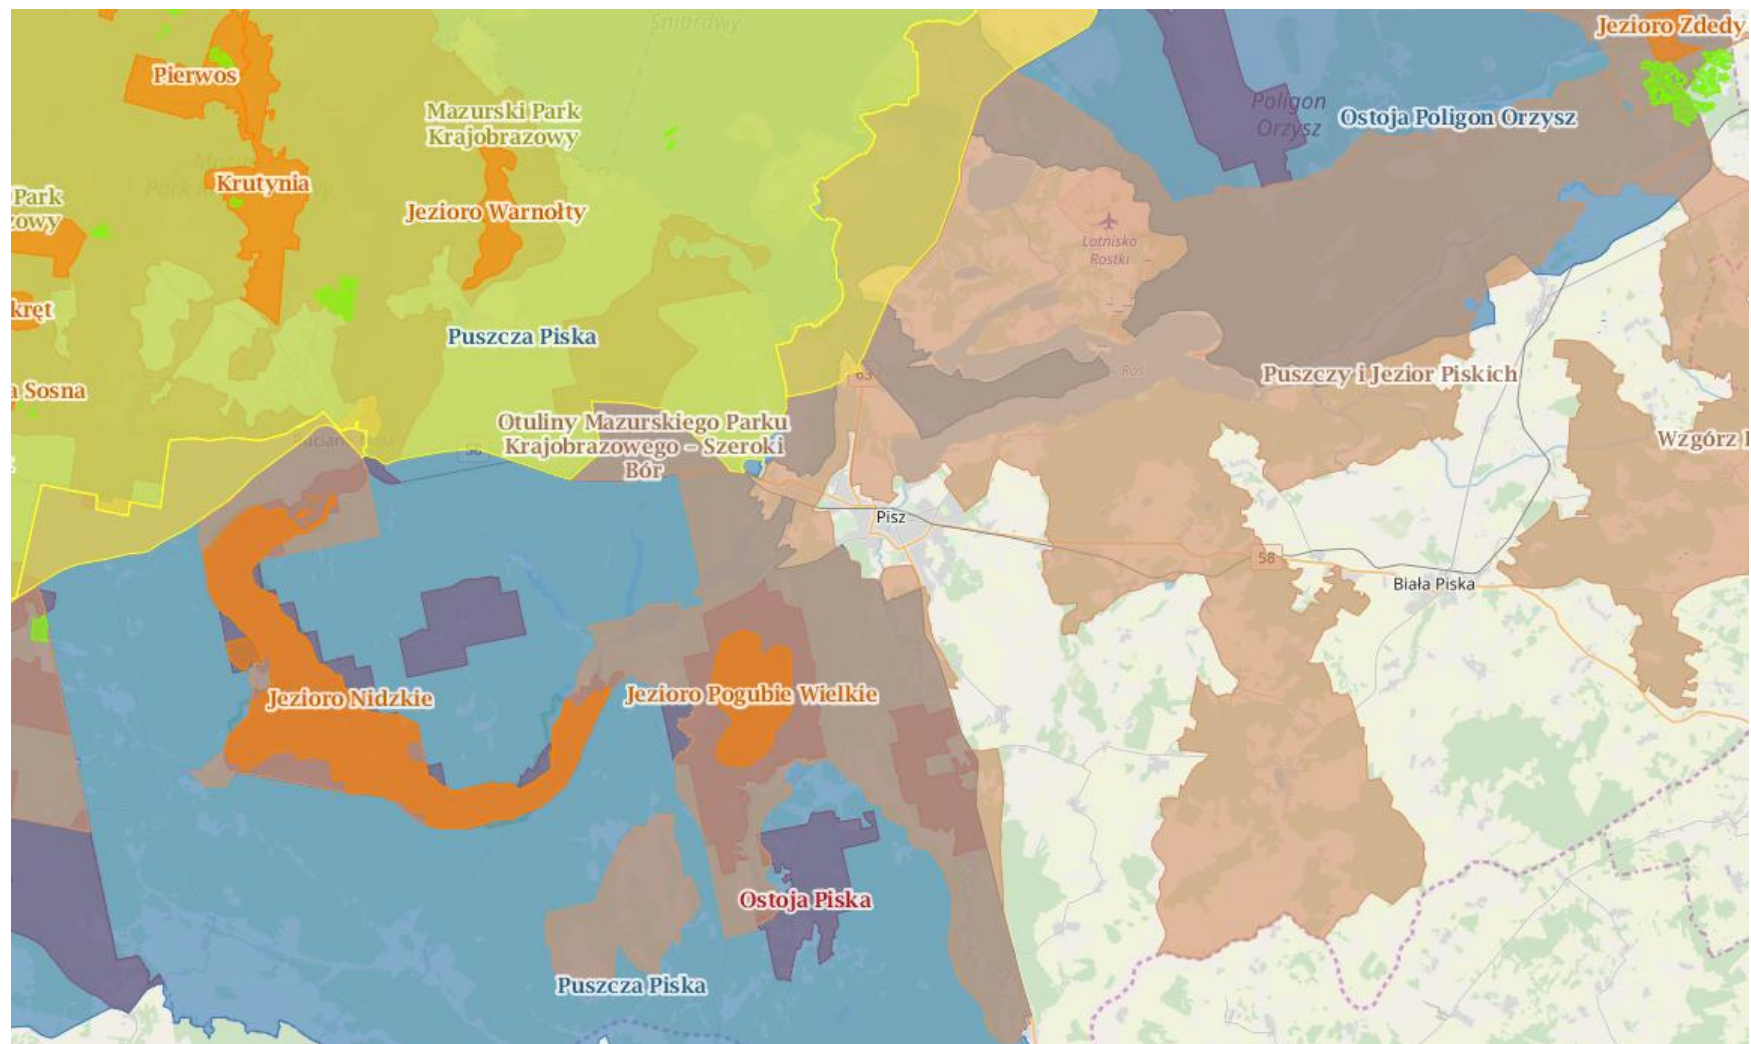 Śniardwy
Jezioro Zdedy
Pierwos
Mazurski Park
Krajobrazowy
Poligon
Orzysz
Ostoja Poligon Orzysz
Krutynia
Park
zowy
Jezioro Warnołty
Lotnisko
Rostki
kręt
Puszcza Piska
63
Roś
Puszczy i Jezior Piskich
a Sosna
Otuliny Mazurskiego Parku
Krajobrazowego – Szeroki
Bór
58
Wzgórz
Pisz
58
Biała Piska
Jezioro Nidzkie
Jezioro Pogubie Wielkie
Ostoja Piska
Puszcza Piska